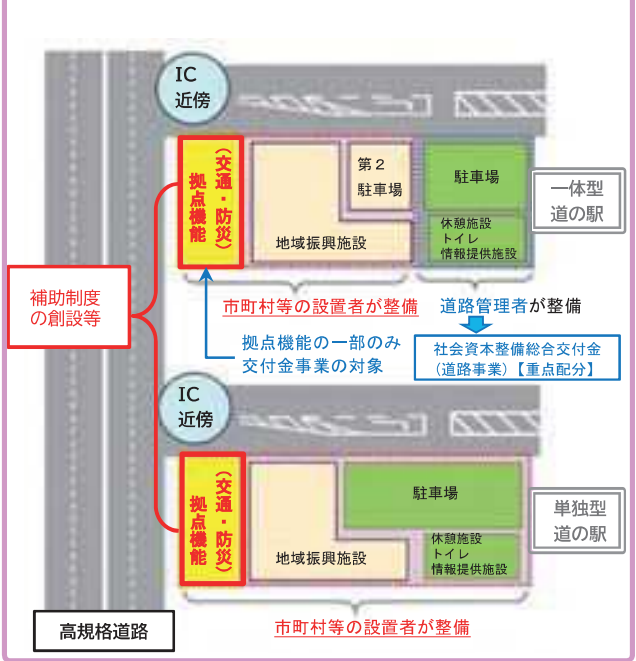 IC
近傍
(交通・防災)
拠点機能
地域振興施設
第2
駐車場
駐車場
休憩施設
トイレ
情報提供施設
一体型
道の駅
補助制度
の創設等
市町村等の設置者が整備
道路管理者が整備
拠点機能の一部のみ
交付金事業の対象
社会資本整備総合交付金
(道路事業)【重点配分】
IC
近傍
(交通・防災)
拠点機能
地域振興施設
駐車場
休憩施設
トイレ
情報提供施設
単独型
道の駅
高規格道路
市町村等の設置者が整備